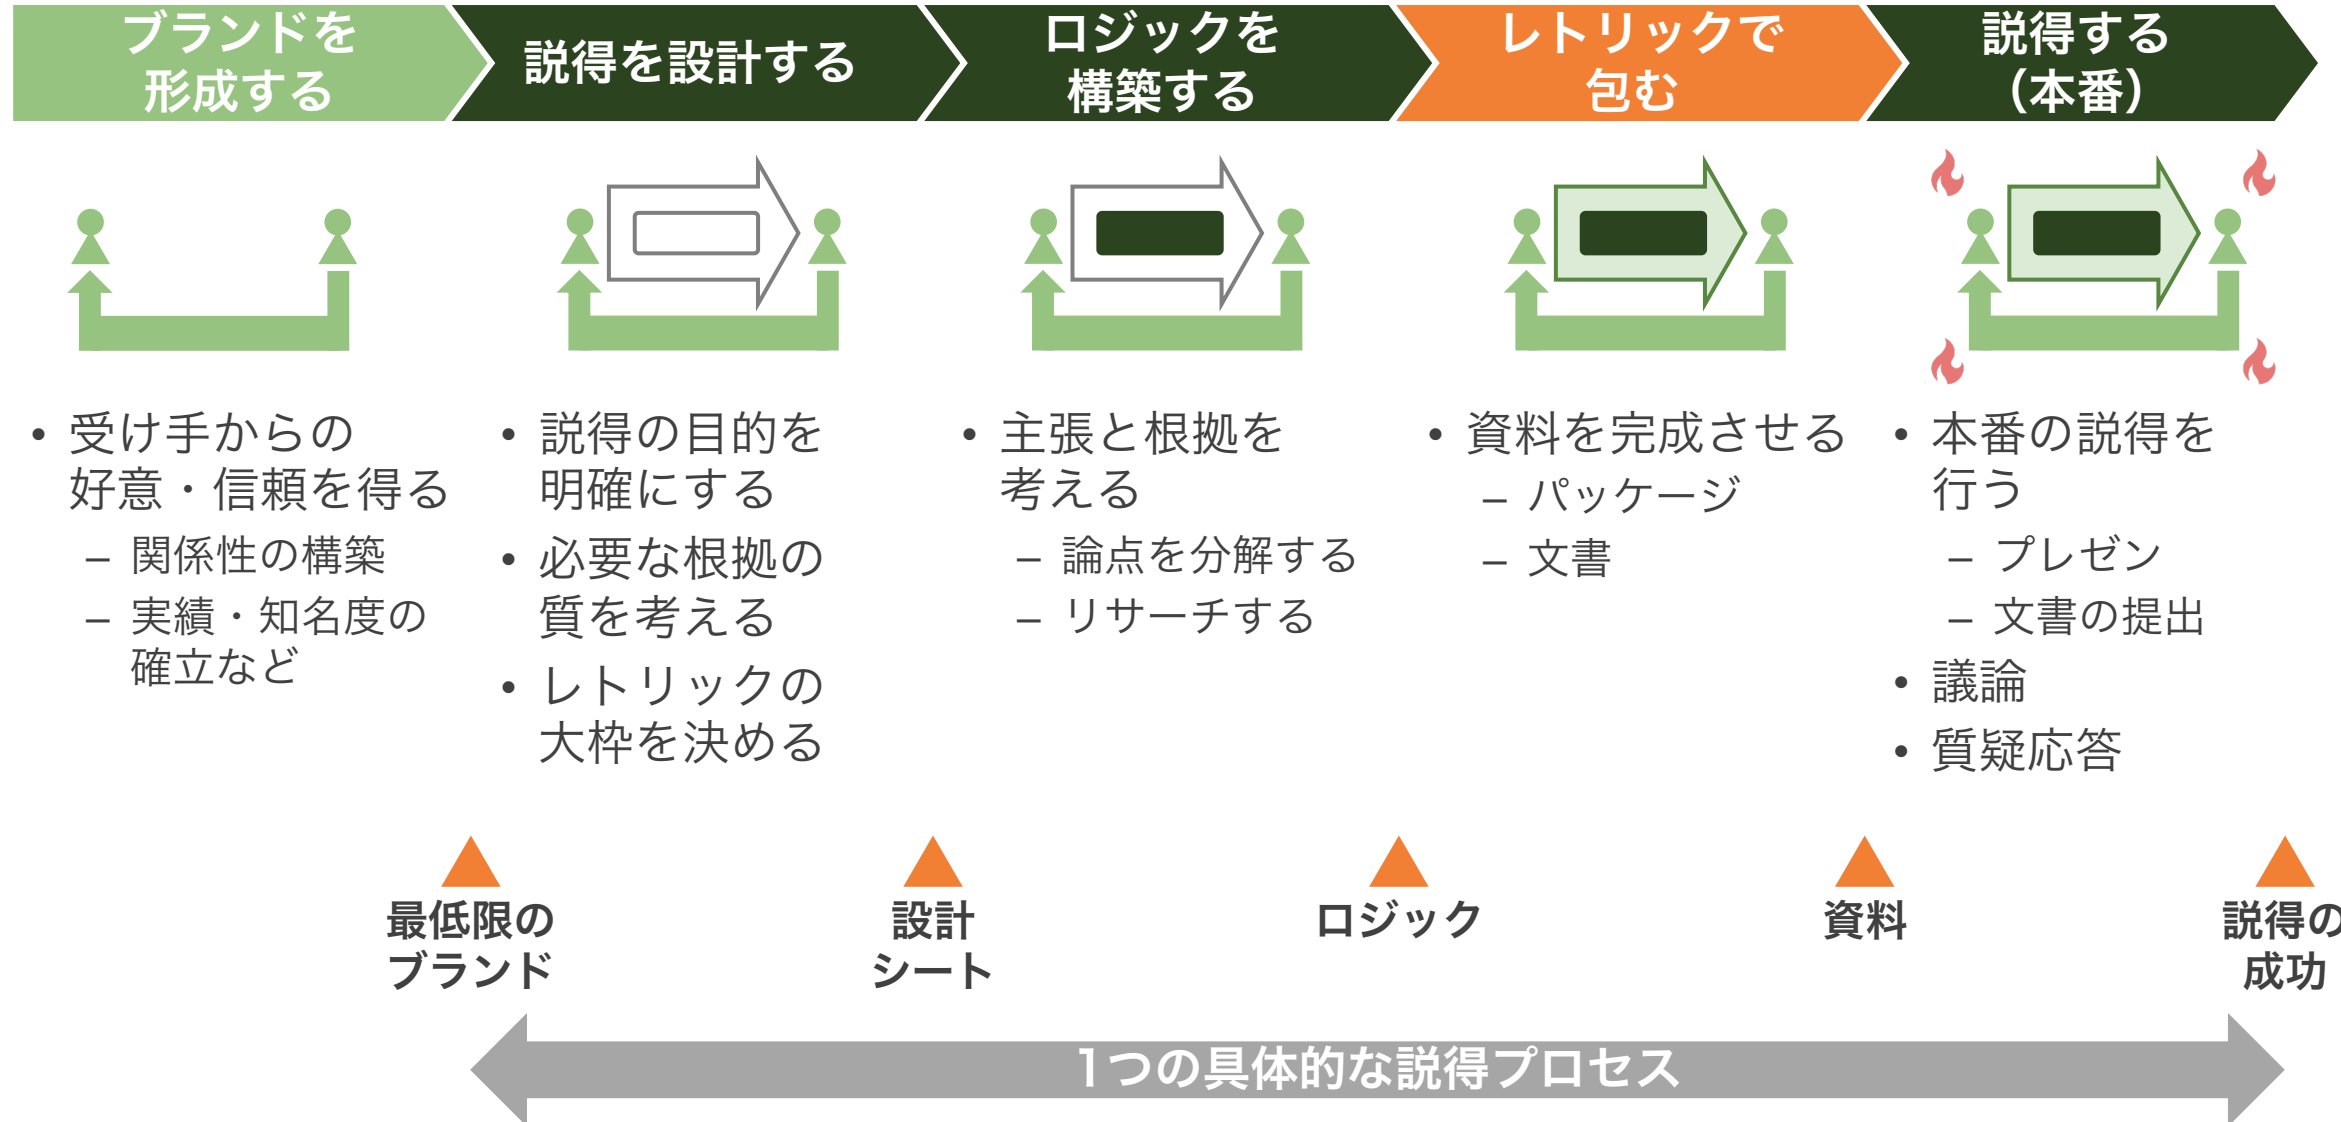 ブランドを
形成する
説得を設計する
ロジックを
構築する
レトリックで
包む
説得する
（本番）
• 受け手からの
好意・信頼を得る
– 関係性の構築
– 実績・知名度の
確立など
• 説得の目的を
明確にする
• 必要な根拠の
質を考える
• レトリックの
大枠を決める
• 主張と根拠を
考える
– 論点を分解する
– リサーチする
• 資料を完成させる
– パッケージ
– 文書
• 本番の説得を
行う
– プレゼン
– 文書の提出
• 議論
• 質疑応答
最低限の
ブランド
設計
シート
ロジック
資料
説得の
成功
1つの具体的な説得プロセス